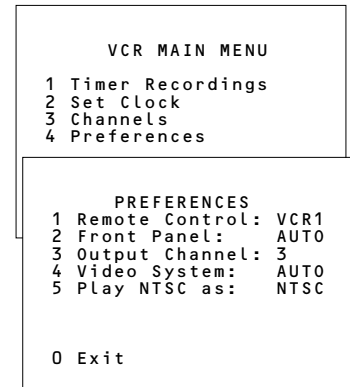 VCR MAIN MENU
1 Timer Recordings
2 Set Clock
3 Channels
4 Preferences
PREFERENCES
1 Remote Control: VCR1
2 Front Panel: AUTO
3 Output Channel: 3
4 Video System: AUTO
5 Play NTSC as: NTSC
0 Exit